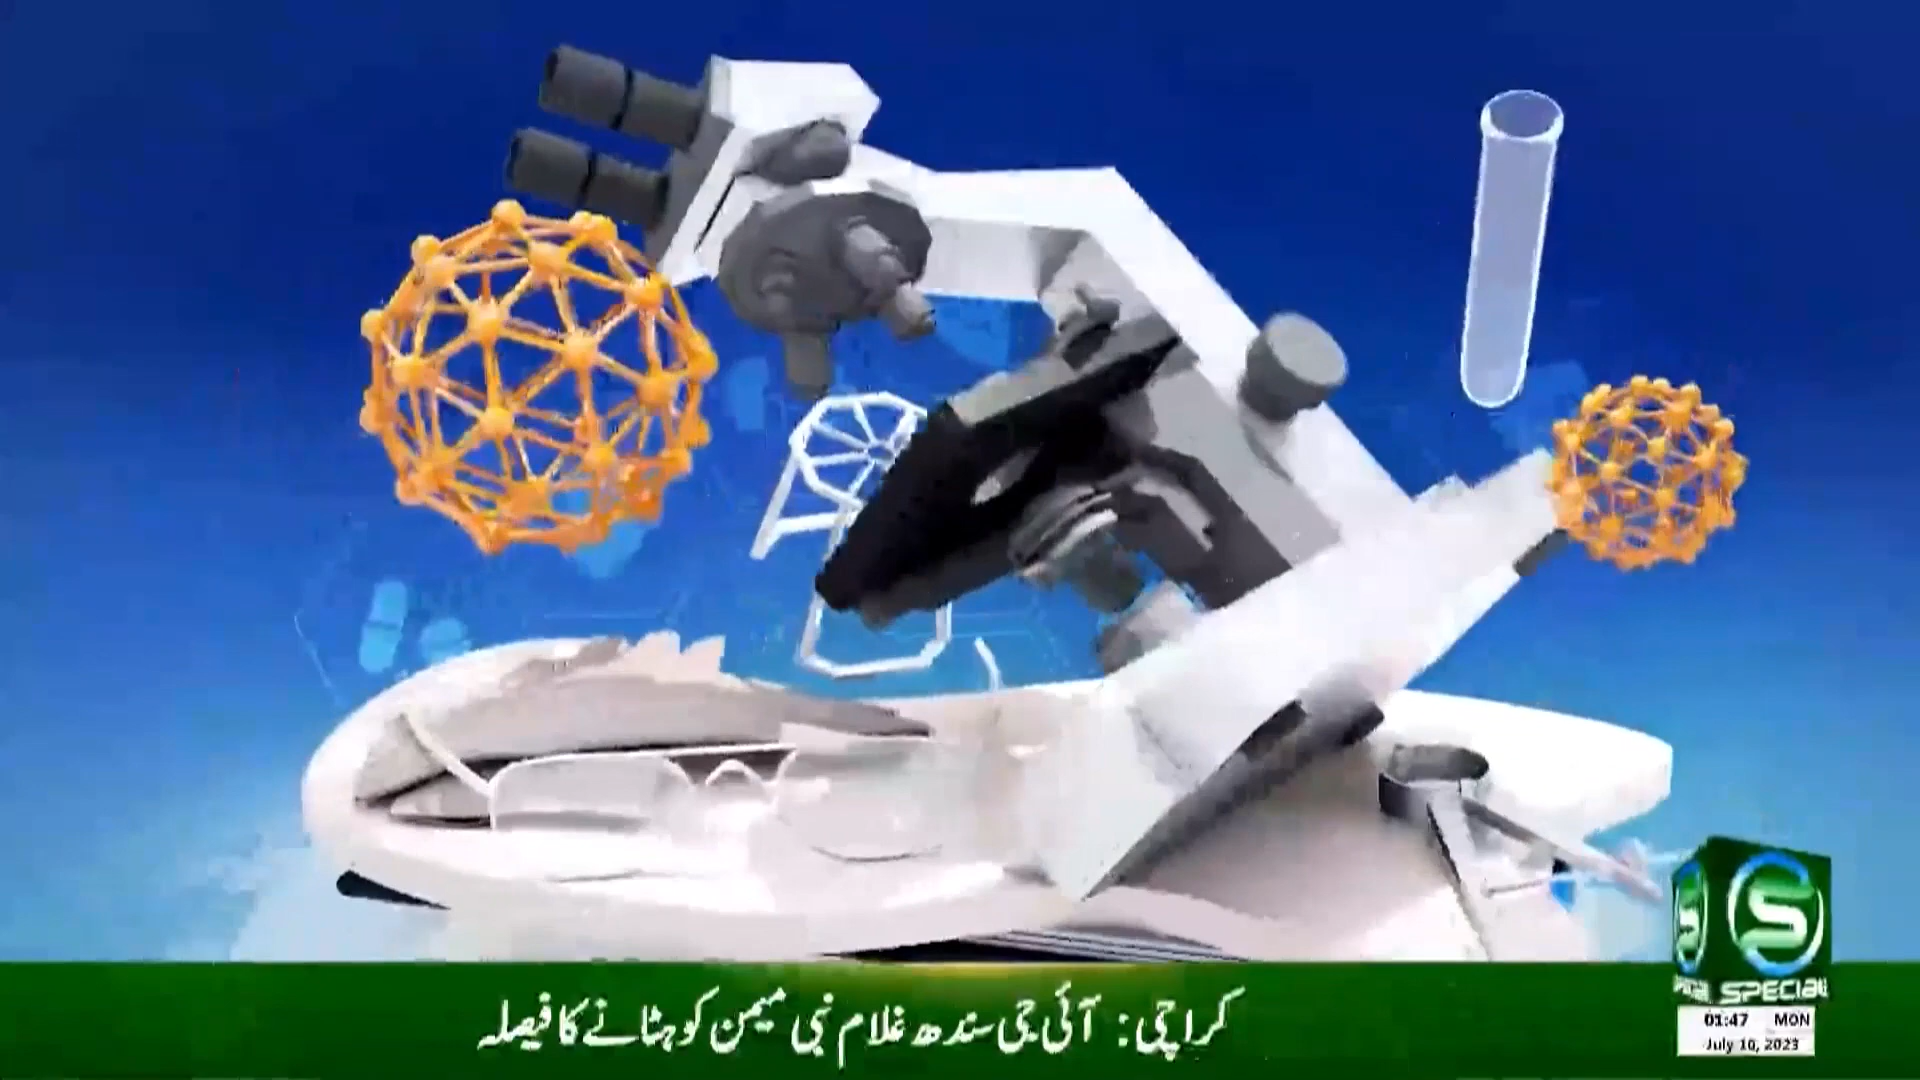 SPECIAL
01:47 MON
July 10, 2023
کراچی: آئی جی سندھ غلام نبی میمن کو ہٹانے کا فیصلہ